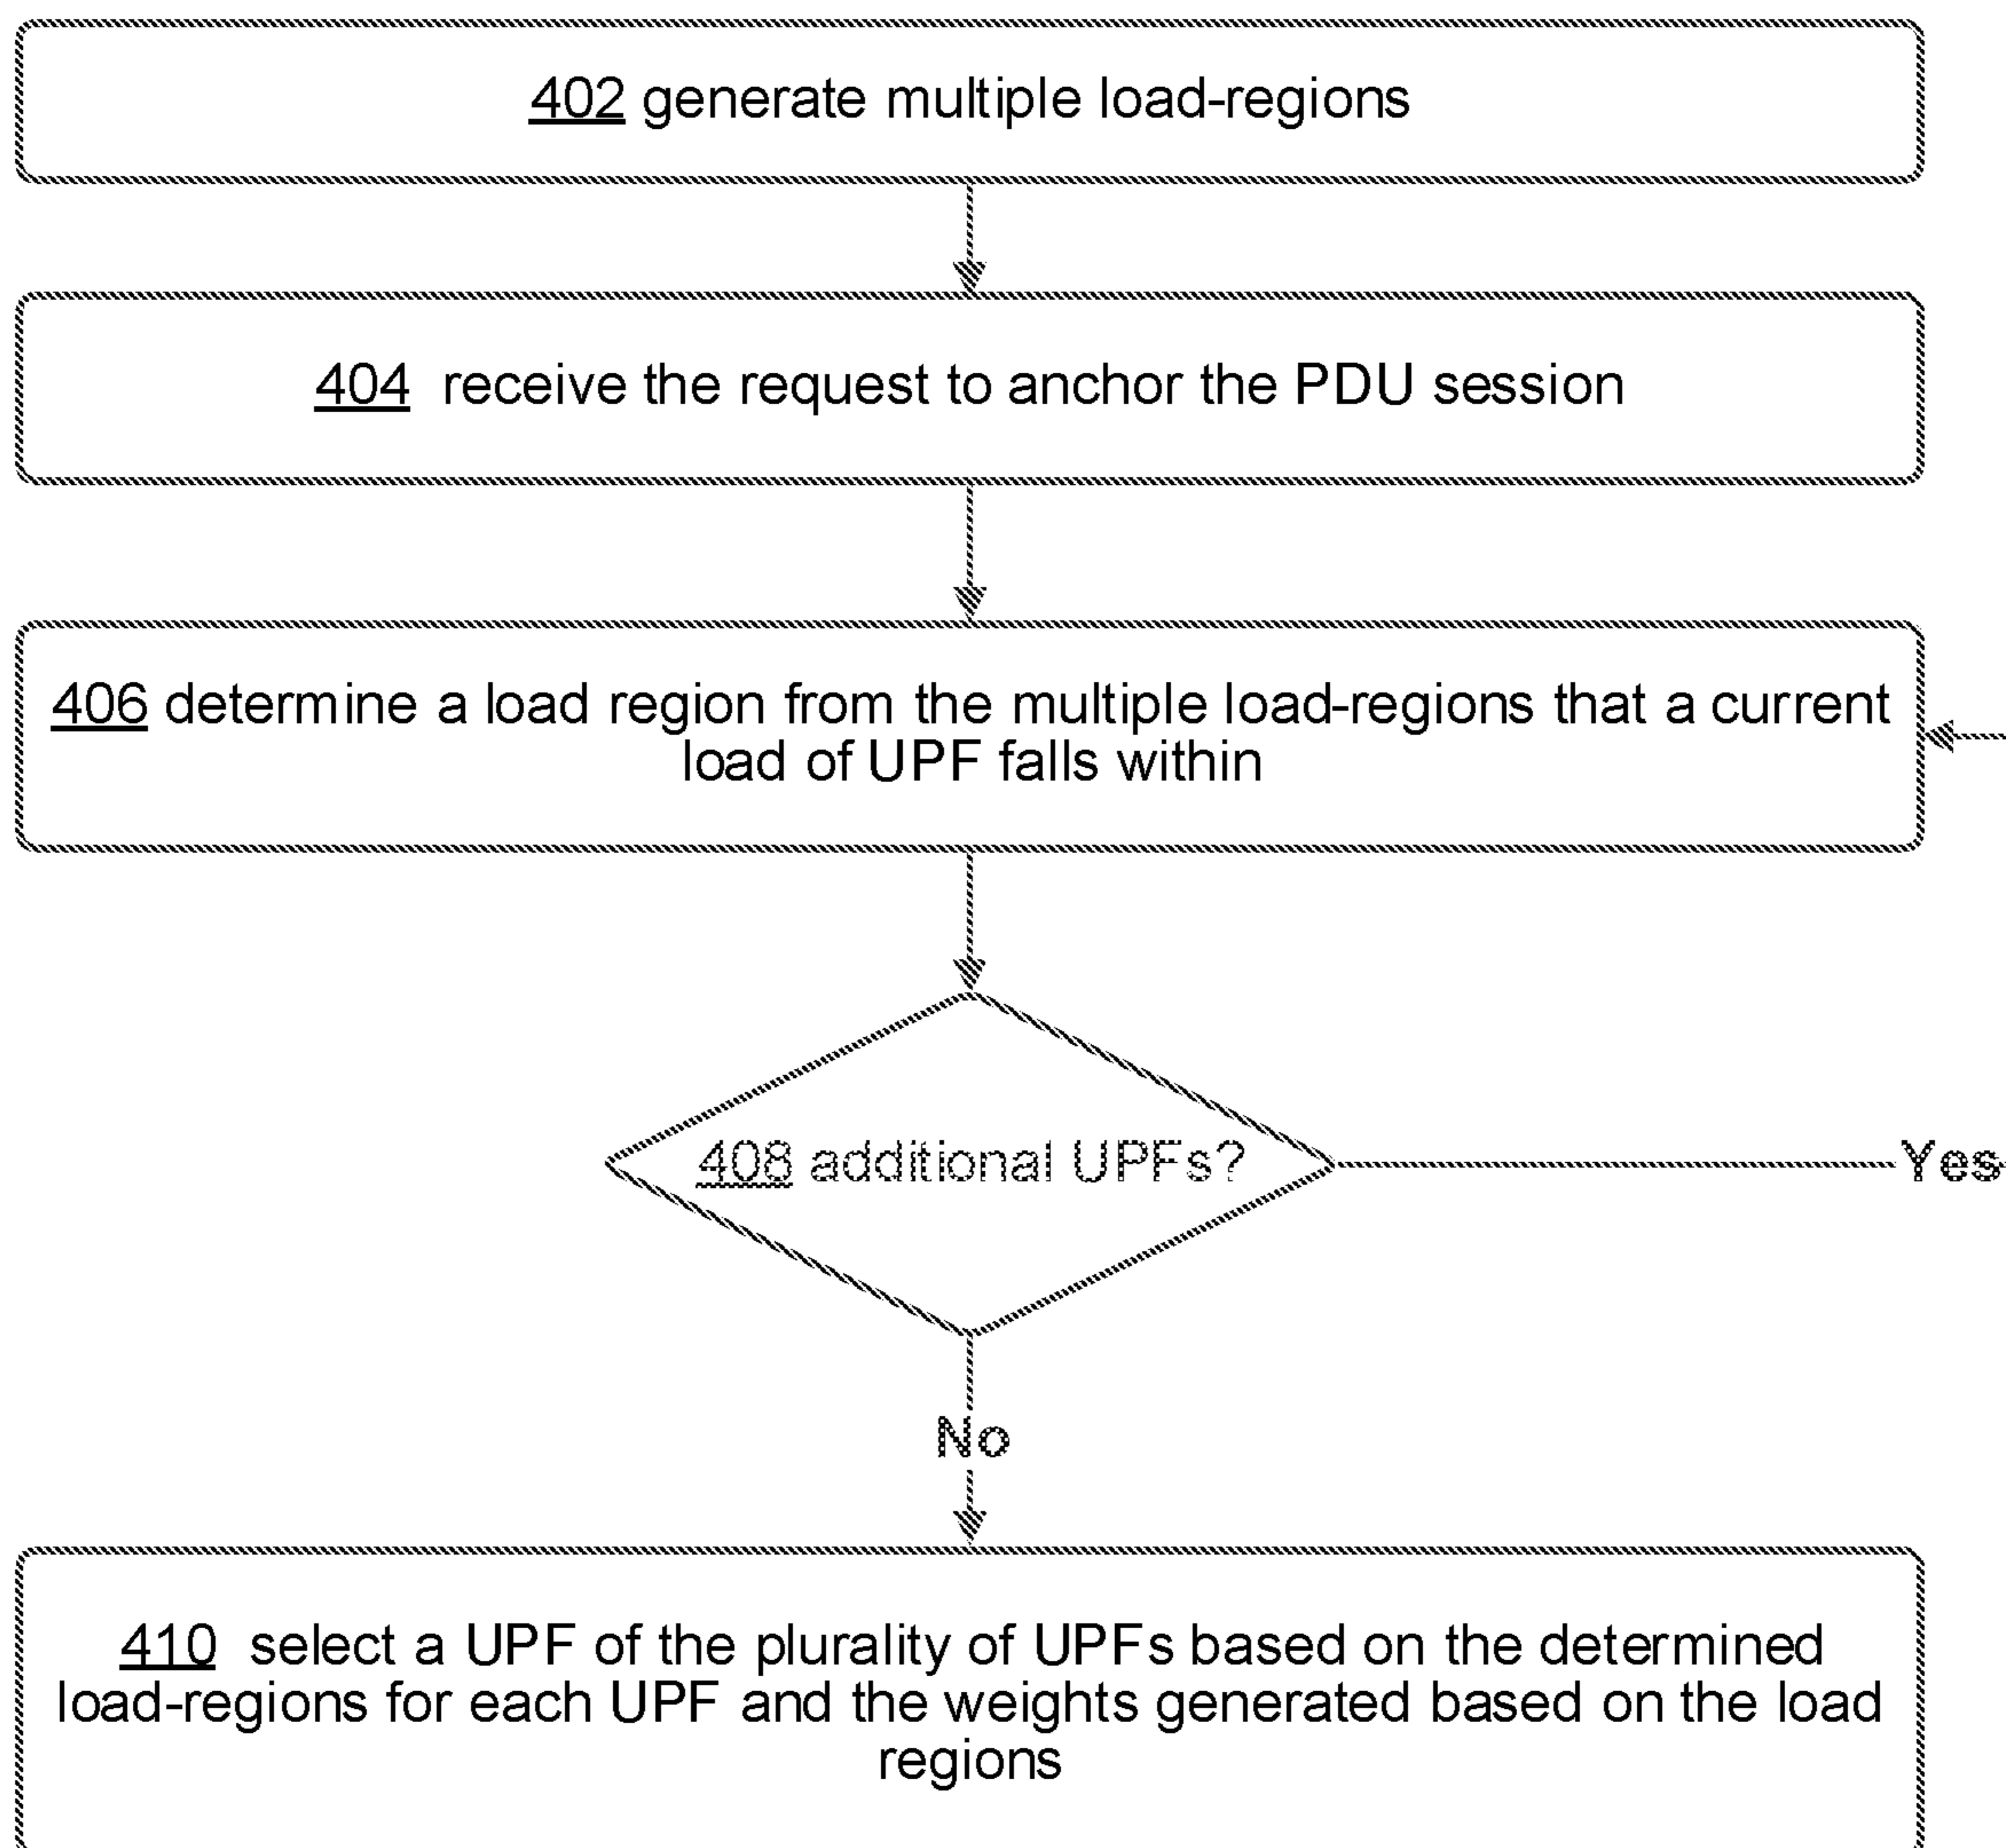 402 generate multiple load-regions
404 receive the request to anchor the PDU session
406 determine a load region from the multiple load-regions that a current
load of UPF falls within
408 additional UPFs?
Yes
No
410 select a UPF of the plurality of UPFs based on the determined
load-regions for each UPF and the weights generated based on the load
regions